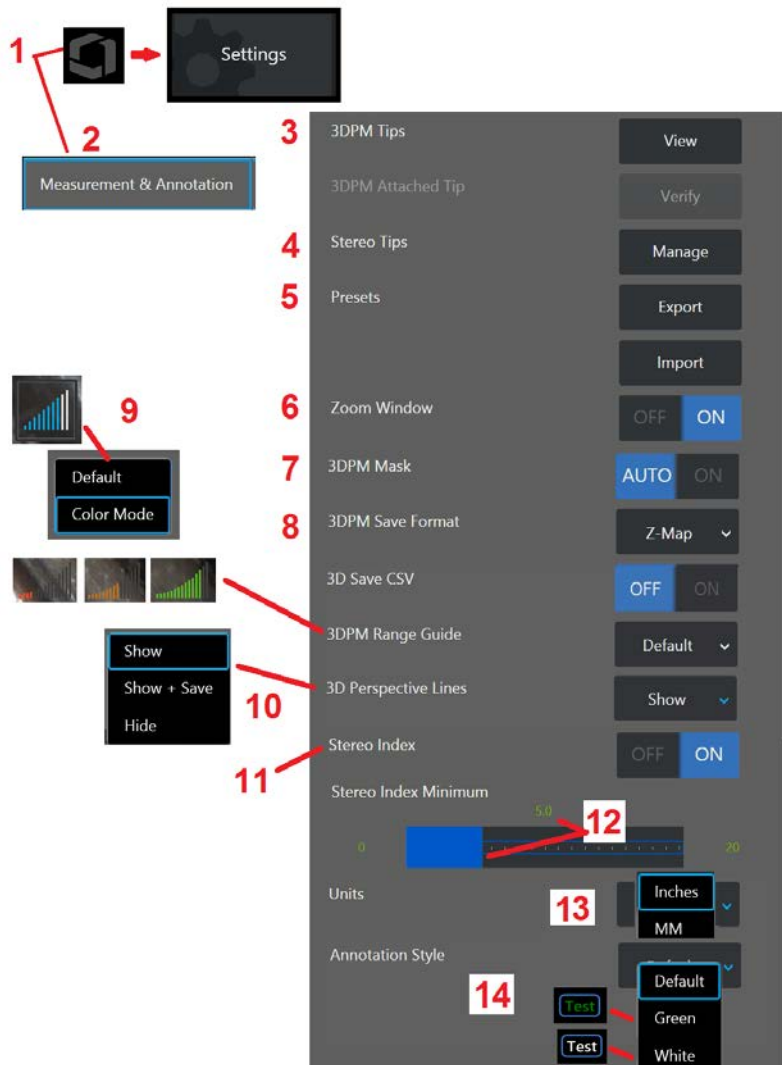 1
Settings
2
Measurement & Annotation
3
3DPM Tips
View
3DPM Attached Tip
Verify
4
Stereo Tips
Manage
5
Presets
Export
Import
6
Zoom Window
OFF ON
7
3DPM Mask
AUTO ON
8
3DPM Save Format
Z-Map
9
Default
Color Mode
3D Save CSV
OFF ON
3DPM Range Guide
Default
Show
Show + Save
Hide
10
3D Perspective Lines
Show
11
Stereo Index
OFF ON
Stereo Index Minimum
5.0
12
0
20
Units
13
Inches
MM
Annotation Style
14
Default
Test
Green
Test
White